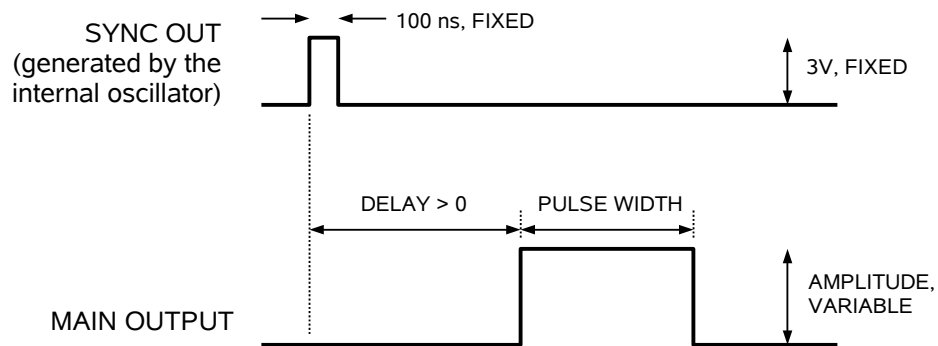 100 ns, FIXED
SYNC OUT
(generated by the
internal oscillator)
3V, FIXED
DELAY > 0
PULSE WIDTH
AMPLITUDE,
VARIABLE
MAIN OUTPUT